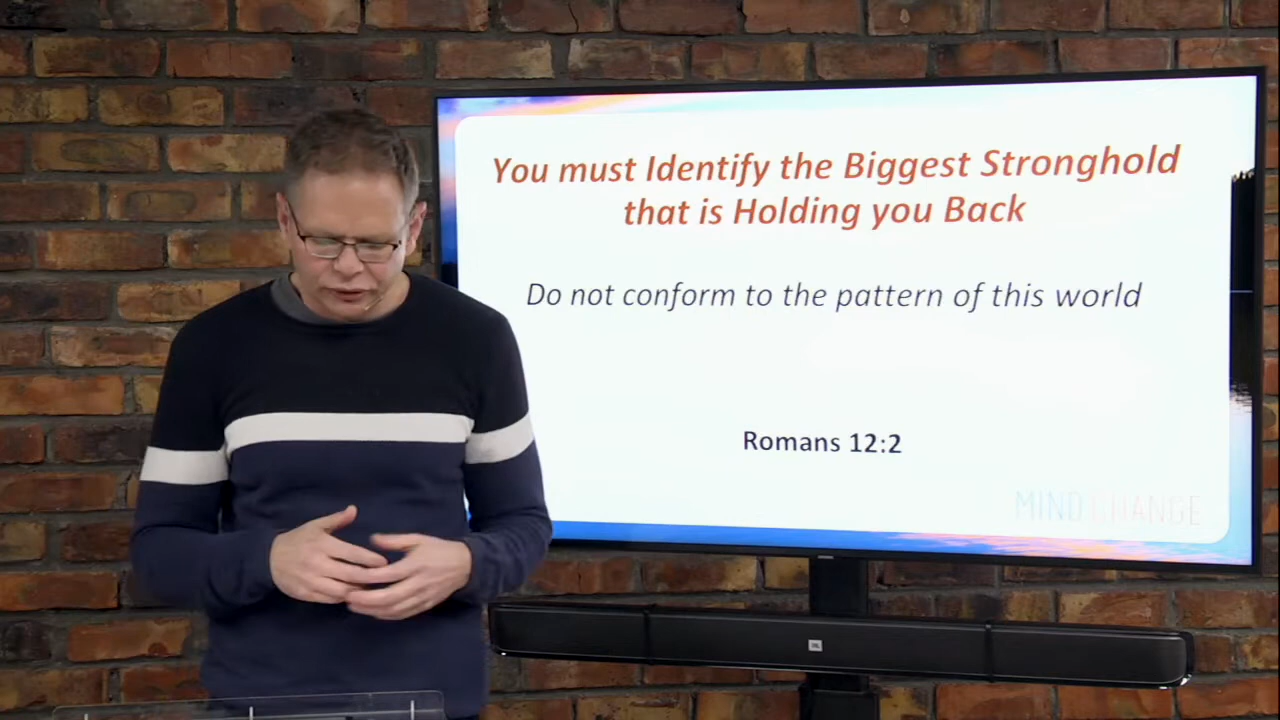 You must Identify the Biggest Stronghold
that is Holding you Back
Do not conform to the pattern of this world
Romans 12:2
MIND CHANGE
JBL